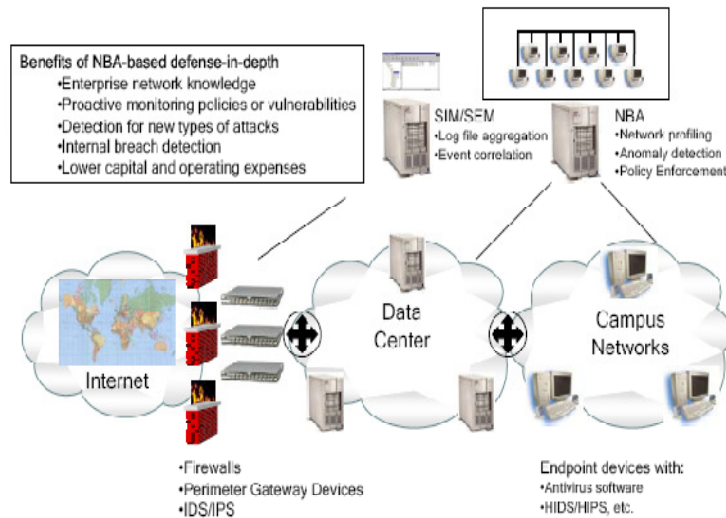 Benefits of NBA-based defense-in-depth
•Enterprise network knowledge
•Proactive monitoring policies or vulnerabilities
•Detection for new types of attacks
•Internal breach detection
•Lower capital and operating expenses
SIM/SEM
•Log file aggregation
•Event correlation
NBA
•Network profiling
•Anomaly detection
•Policy Enforcement
Internet
Data
Center
Campus
Networks
•Firewalls
•Perimeter Gateway Devices
•IDS/IPS
Endpoint devices with:
•Antivirus software
•HIDS/HIPS, etc.